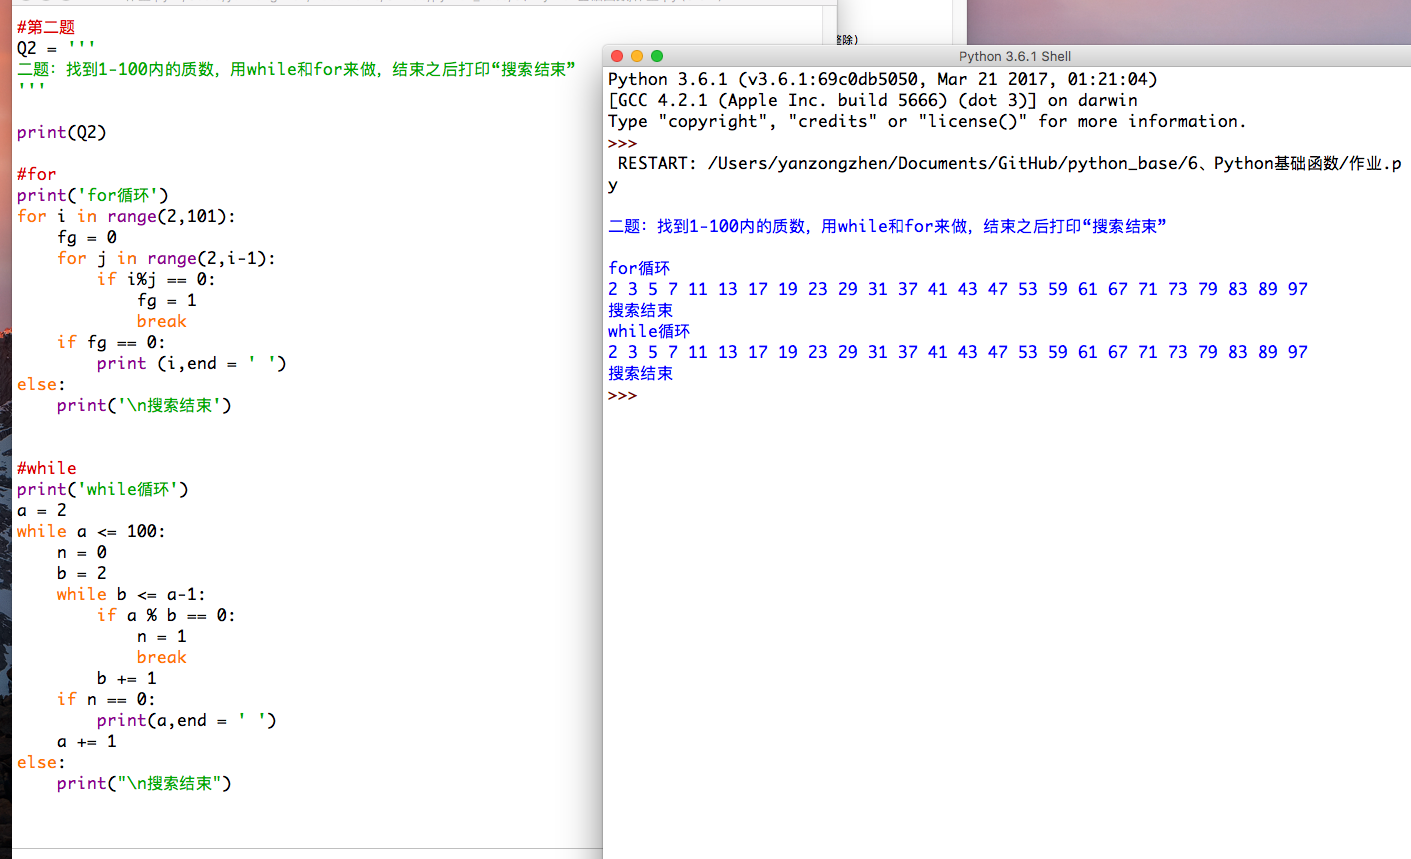 #第二题
Q2 = '''
二题：找到1-100内的质数，用while和for来做，结束之后打印“搜索结束”
'''
print(Q2)
#for
print('for循环')
for i in range(2,101):
    fg = 0
    for j in range(2,i-1):
        if i%j == 0:
            fg = 1
            break
    if fg == 0:
        print (i,end = ' ')
else:
    print('\n搜索结束')
#while
print('while循环')
a = 2
while a <= 100:
    n = 0
    b = 2
    while b <= a-1:
        if a % b == 0:
            n = 1
            break
        b += 1
    if n == 0:
        print(a,end = ' ')
    a += 1
else:
    print("\n搜索结束")
除)
Python 3.6.1 Shell
Python 3.6.1 (v3.6.1:69c0db5050, Mar 21 2017, 01:21:04)
[GCC 4.2.1 (Apple Inc. build 5666) (dot 3)] on darwin
Type "copyright", "credits" or "license()" for more information.
>>>
 RESTART: /Users/yanzongzhen/Documents/GitHub/python_base/6、Python基础函数/作业.p
y
二题：找到1-100内的质数，用while和for来做，结束之后打印“搜索结束”
for循环
2 3 5 7 11 13 17 19 23 29 31 37 41 43 47 53 59 61 67 71 73 79 83 89 97
搜索结束
while循环
2 3 5 7 11 13 17 19 23 29 31 37 41 43 47 53 59 61 67 71 73 79 83 89 97
搜索结束
>>>